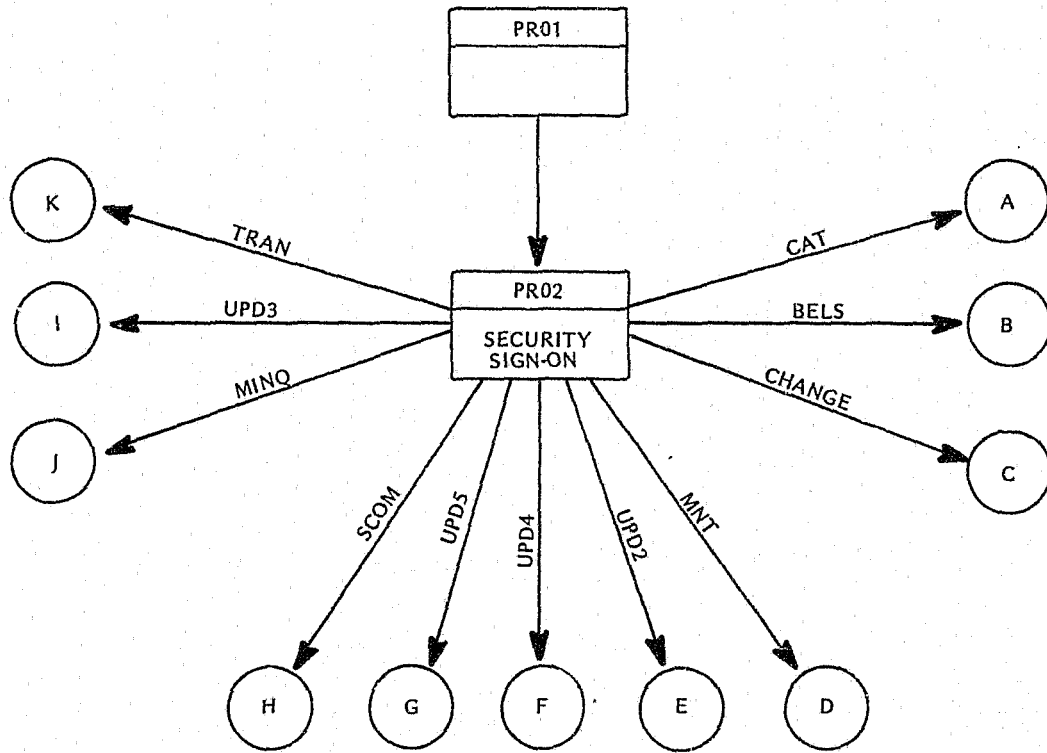 PR01
K
A
TRAN
CAT
PR02
I
UPD3
SECURITY
SIGN-ON
BELS
B
MINQ
CHANGE
J
C
SCOM
UPD5
UPD4
UPD2
MNT
H
G
F
E
D